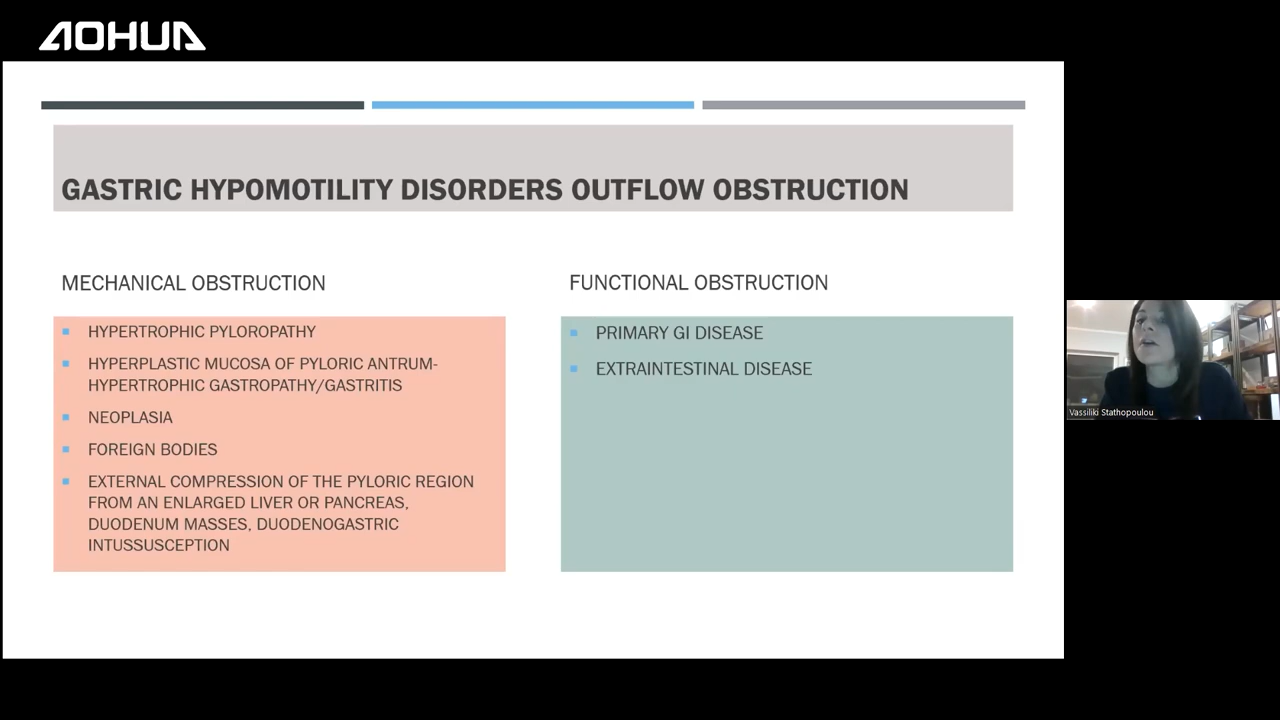 AOHUA
GASTRIC HYPOMOTILITY DISORDERS OUTFLOW OBSTRUCTION
MECHANICAL OBSTRUCTION
HYPERTROPHIC PYLOROPATHY
HYPERPLASTIC MUCOSA OF PYLORIC ANTRUM-
HYPERTROPHIC GASTROPATHY/GASTRITIS
NEOPLASIA
FOREIGN BODIES
EXTERNAL COMPRESSION OF THE PYLORIC REGION
FROM AN ENLARGED LIVER OR PANCREAS,
DUODENUM MASSES, DUODENOGASTRIC
INTUSSUSCEPTION
FUNCTIONAL OBSTRUCTION
PRIMARY GI DISEASE
EXTRAINTESTINAL DISEASE
Vassiliki Stathopoulou